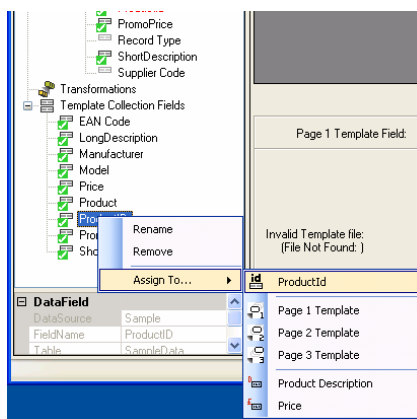 PromoPrice
Record Type
ShortDescription
Supplier Code
Transformations
Template Collection Fields
EAN Code
LongDescription
Manufacturer
Model
Price
Product
Rename
Remove
Assign To...
ProductId
Page 1 Template
Page 2 Template
Page 3 Template
Product Description
Price
DataField
DataSource Sample
FieldName ProductID
Table SampleData
Page 1 Template Field:
Invalid Template file:
(File Not Found: )